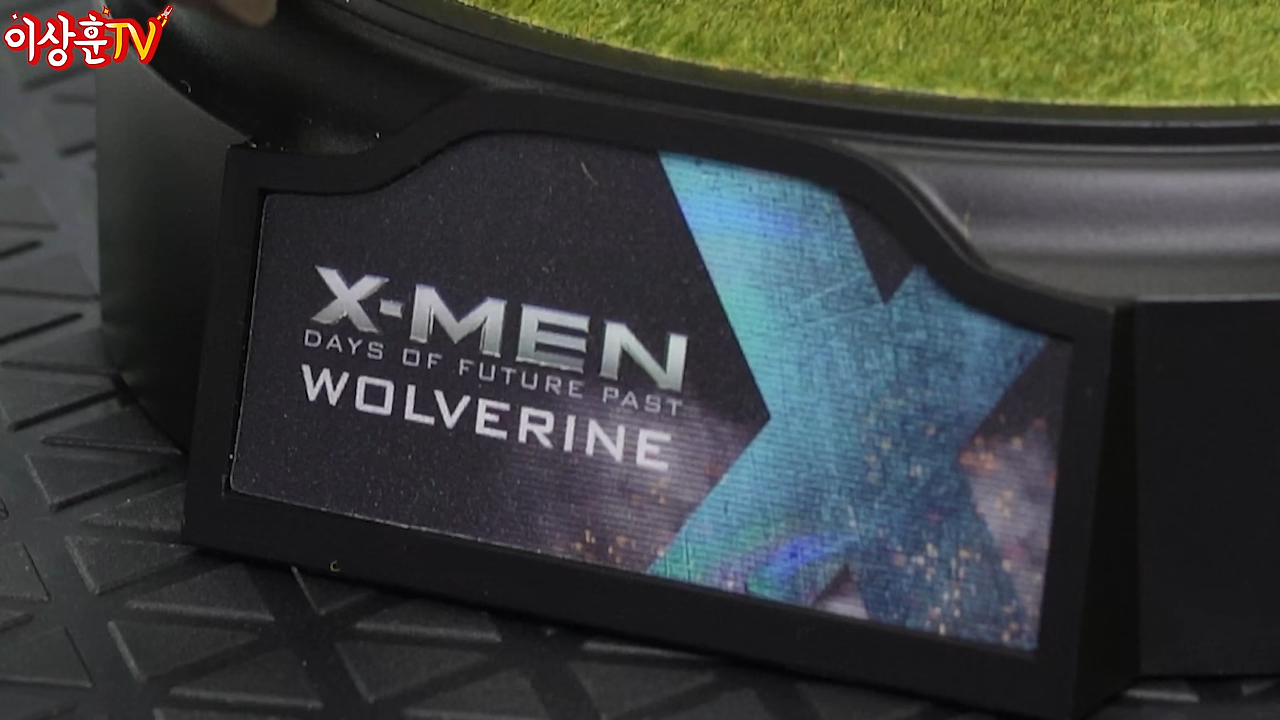 이상훈TV
X-MEN
DAYS OF FUTURE PAST
WOLVERINE